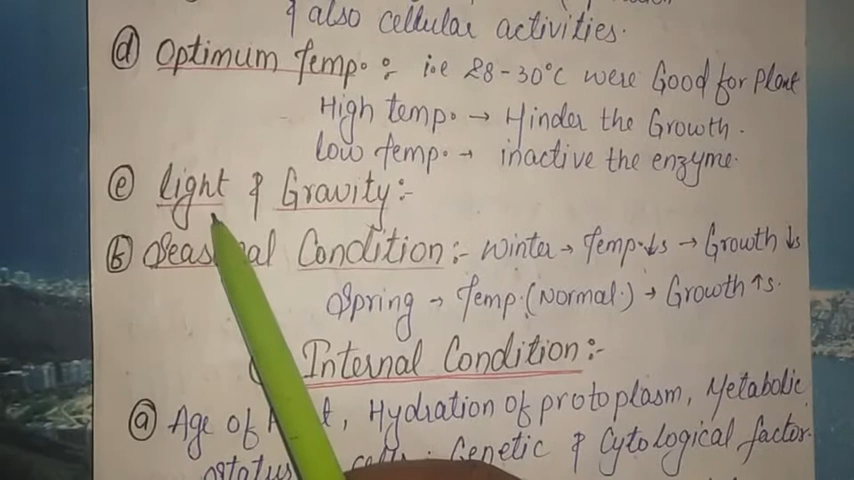 & also cellular activities.
(d) Optimum Temp. :- i.e 28-30°C were Good for plant
High temp. → Hinder the Growth.
Low temp. → inactive the enzyme.
(e) Light & Gravity:-
(b) Seasonal Condition:- Winter → Temp.↓s → Growth ↓s
Spring → Temp.(Normal.) → Growth ↑s.
Internal Condition:-
(a) Age of, Hydration of protoplasm, Metabolic
status Genetic & Cytological factor.